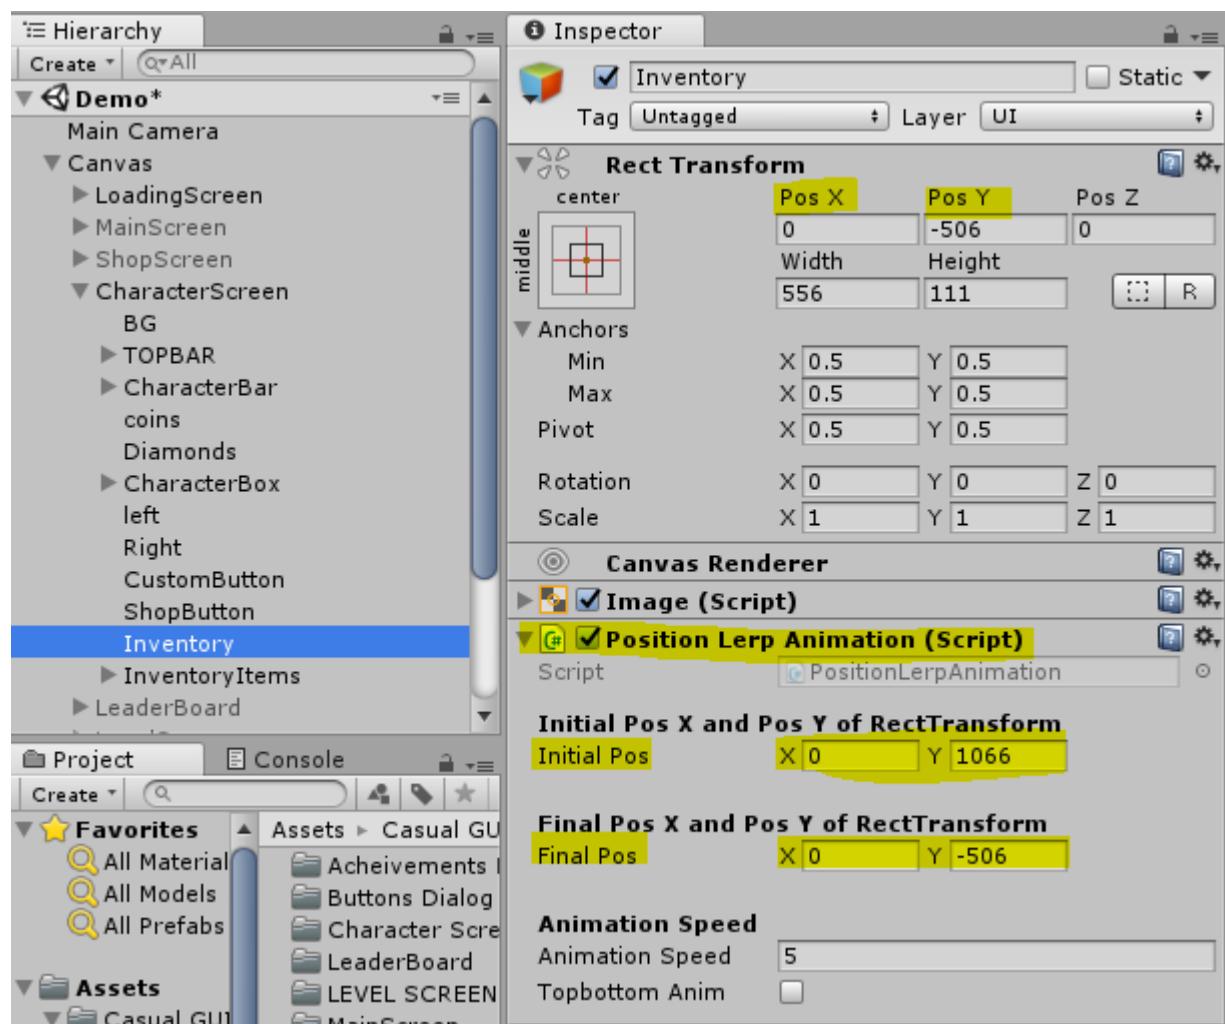 Hierarchy
Create All
Demo*
Main Camera
Canvas
LoadingScreen
MainScreen
ShopScreen
CharacterScreen
BG
TOPBAR
CharacterBar
coins
Diamonds
CharacterBox
left
Right
CustomButton
ShopButton
Inventory
InventoryItems
LeaderBoard
Project Console
Create
Favorites
All Material
All Models
All Prefabs
Assets
Casual GUI
Assets Casual GU
Acheivements
Buttons Dialog
Character Scre
LeaderBoard
LEVEL SCREEN
MainScreen
Inspector
Inventory Static
Tag Untagged Layer UI
Rect Transform
center Pos X Pos Y Pos Z
middle
0 -506 0
Width Height
556 111 R
Anchors
Min X 0.5 Y 0.5
Max X 0.5 Y 0.5
Pivot X 0.5 Y 0.5
Rotation X 0 Y 0 Z 0
Scale X 1 Y 1 Z 1
Canvas Renderer
Image (Script)
Position Lerp Animation (Script)
Script PositionLerpAnimation
Initial Pos X and Pos Y of RectTransform
Initial Pos X 0 Y 1066
Final Pos X and Pos Y of RectTransform
Final Pos X 0 Y -506
Animation Speed
Animation Speed 5
Topbottom Anim